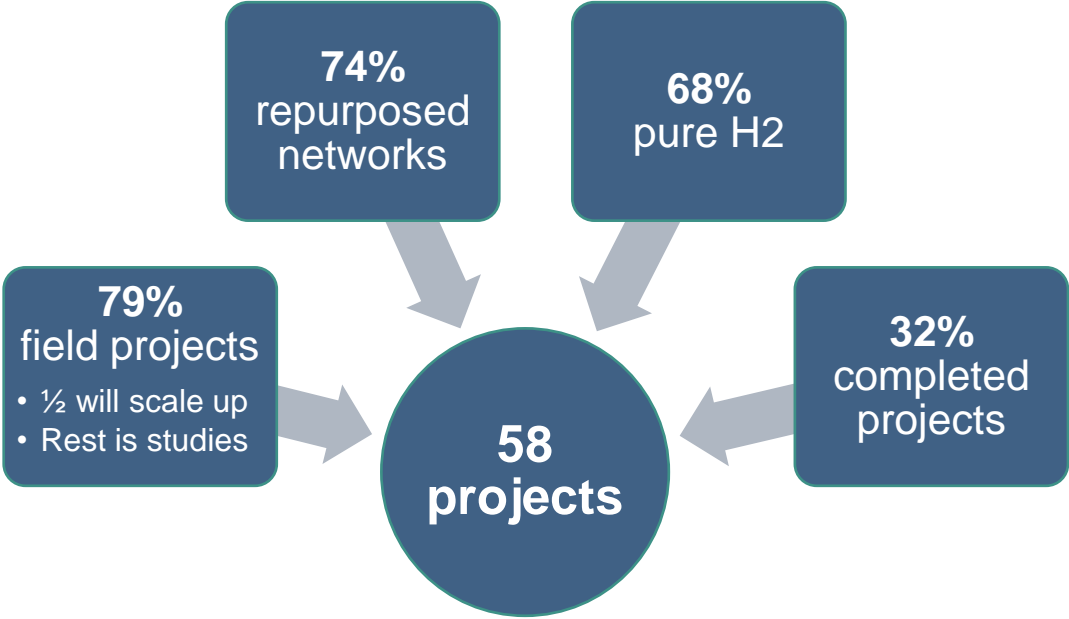 74%
repurposed
networks
68%
pure H2
79%
field projects
• ½ will scale up
• Rest is studies
32%
completed
projects
58
projects